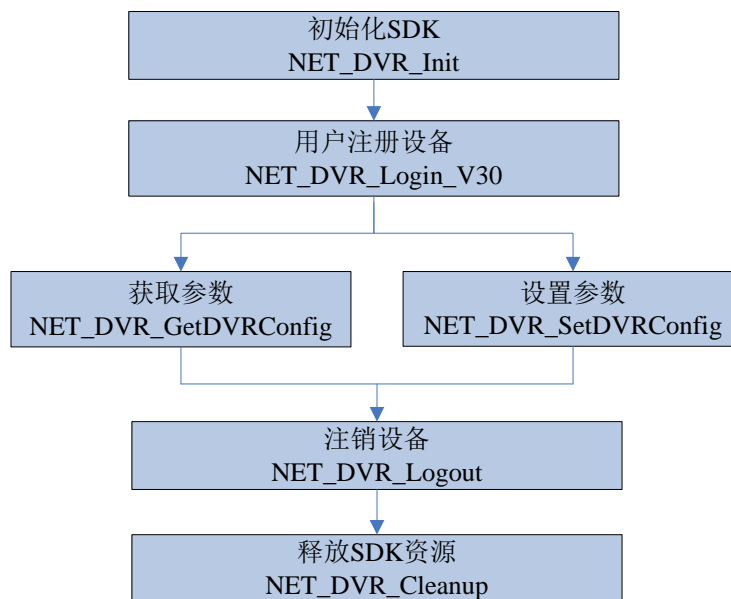 初始化SDK
NET_DVR_Init
用户注册设备
NET_DVR_Login_V30
获取参数
NET_DVR_GetDVRConfig
设置参数
NET_DVR_SetDVRConfig
注销设备
NET_DVR_Logout
释放SDK资源
NET_DVR_Cleanup